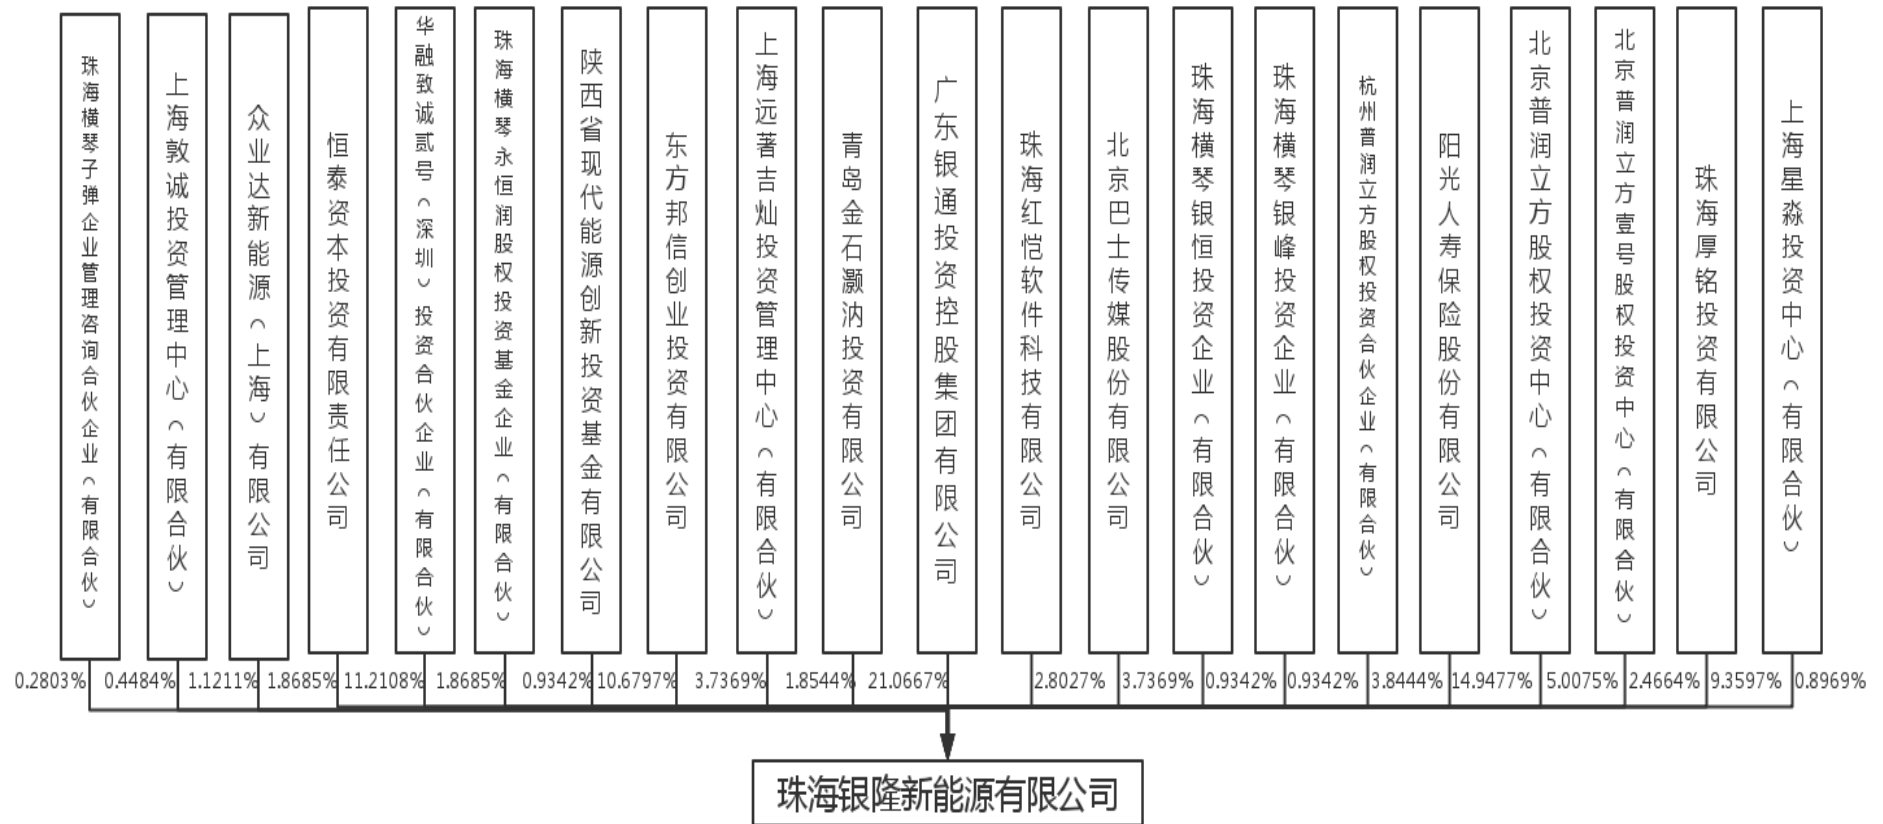 珠海横琴子弹企业管理咨询合伙企业（有限合伙）
上海敦诚投资管理中心（有限合伙）
众业达新能源（上海）有限公司
恒泰资本投资有限责任公司
华融致诚贰号（深圳）投资合伙企业（有限合伙）
珠海横琴永恒润股权投资基金企业（有限合伙）
陕西省现代能源创新投资基金有限公司
东方邦信创业投资有限公司
上海远著吉灿投资管理中心（有限合伙）
青岛金石灏汭投资有限公司
广东银通投资控股集团有限公司
珠海红恺软件科技有限公司
北京巴士传媒股份有限公司
珠海横琴银恒投资企业（有限合伙）
珠海横琴银峰投资企业（有限合伙）
杭州普润立方股权投资合伙企业（有限合伙）
阳光人寿保险股份有限公司
北京普润立方股权投资中心（有限合伙）
北京普润立方壹号股权投资中心（有限合伙）
珠海厚铭投资有限公司
上海星淼投资中心（有限合伙）
0.2803% 0.4484% 1.1211% 1.8685% 11.2108% 1.8685% 0.9342% 10.6797% 3.7369% 1.8544% 21.0667% 2.8027% 3.7369% 0.9342% 0.9342% 3.8444% 14.9477% 5.0075% 2.4664% 9.3597% 0.8969%
珠海银隆新能源有限公司